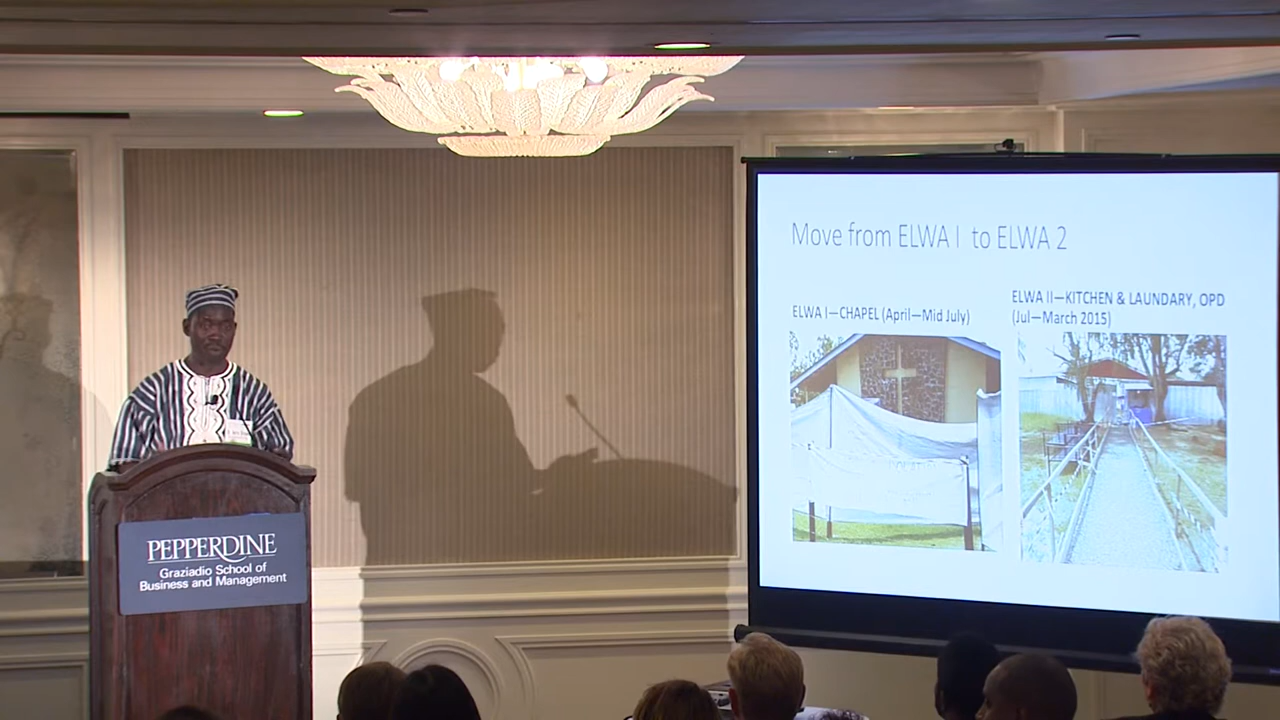 PEPPERDINE
Graziadio School of
Business and Management
Move from ELWA I to ELWA 2
ELWA I—CHAPEL (April—Mid July)
ELWA II—KITCHEN & LAUNDARY, OPD
(Jul—March 2015)